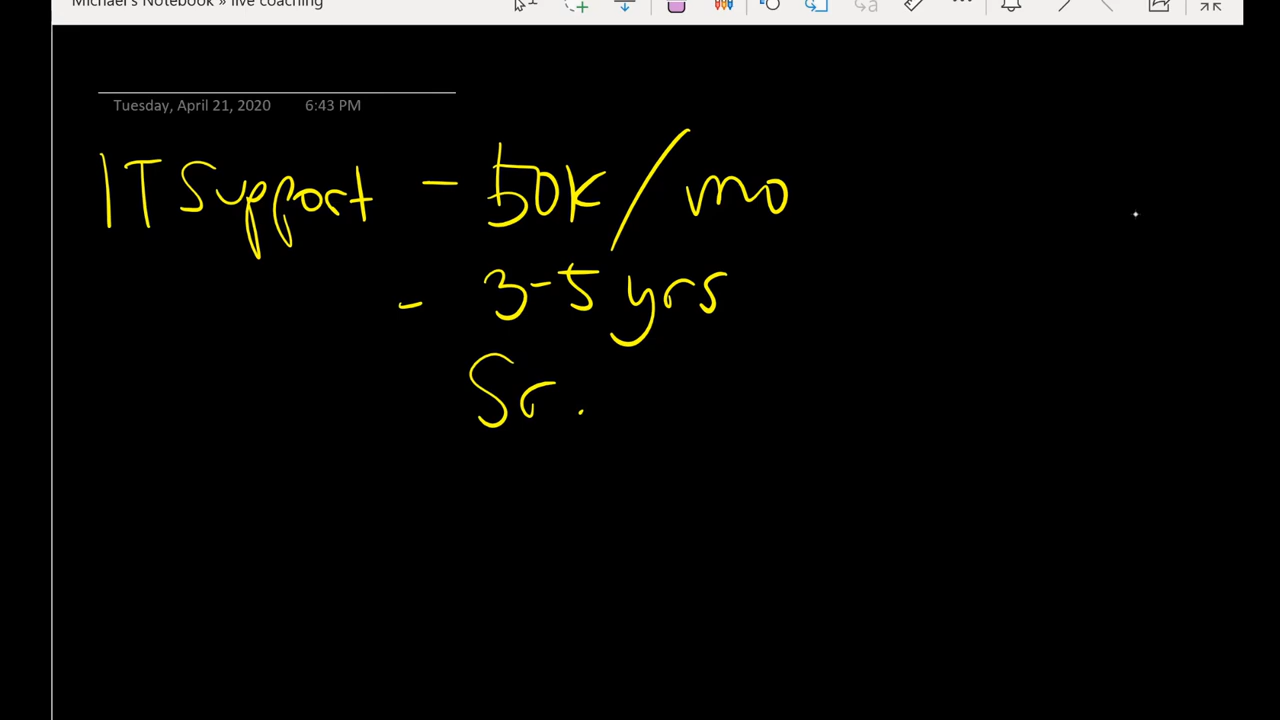 Michael's Notebook » live coaching
Tuesday, April 21, 2020 6:43 PM
IT Support - 50k/mo
- 3-5 yrs
Sr.